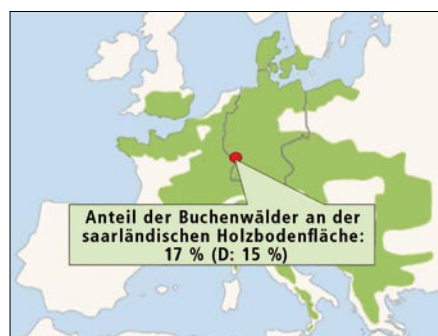 Anteil der Buchenwälder an der
saarländischen Holzbodenfläche:
17 % (D: 15 %)